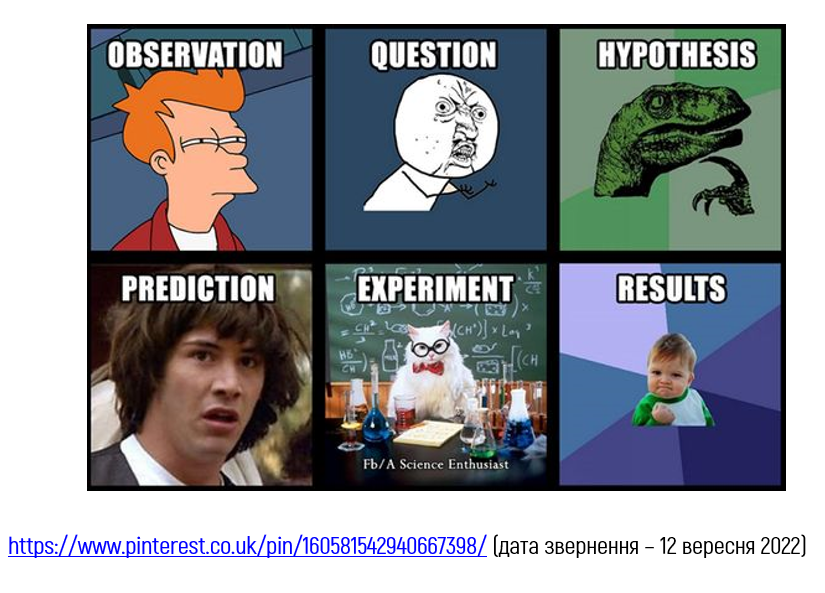 OBSERVATION
QUESTION
HYPOTHESIS
PREDICTION
EXPERIMENT
RESULTS
Fb/A Science Enthusiast
https://www.pinterest.co.uk/pin/160581542940667398/ (дата звернення – 12 вересня 2022)